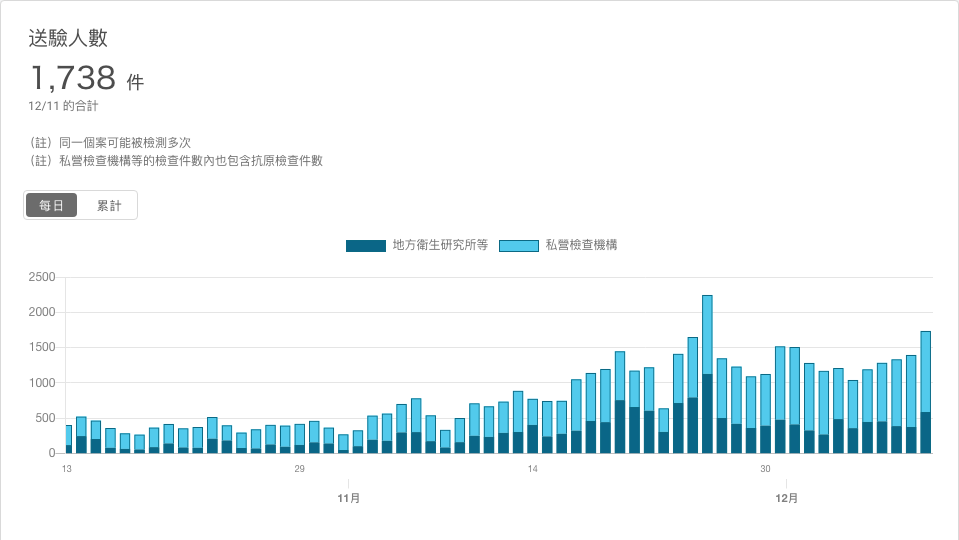 送驗人數
1,738 件
12/11 的合計
（註）同一個案可能被檢測多次
（註）私營檢查機構等的檢查件數內也包含抗原檢查件數
每日 累計
地方衛生研究所等 私營檢查機構
2500
2000
1500
1000
500
0
13 29 14 30
11月 12月